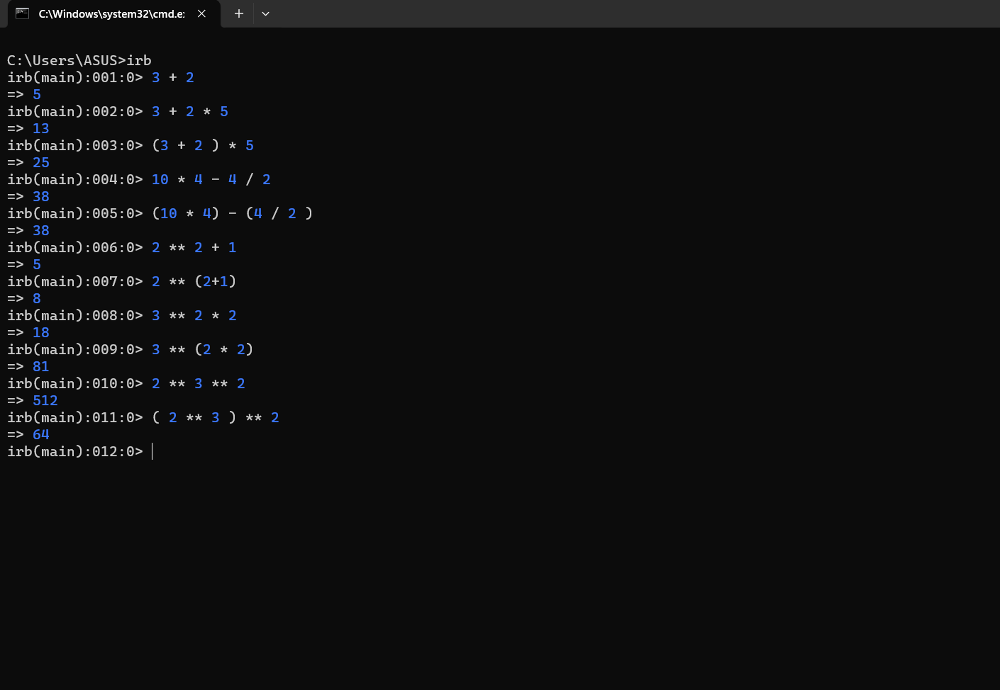 C:\Windows\system32\cmd.e
C:\Users\ASUS>irb
irb(main):001:0> 3 + 2
=> 5
irb(main):002:0> 3 + 2 * 5
=> 13
irb(main):003:0> (3 + 2 ) * 5
=> 25
irb(main):004:0> 10 * 4 - 4 / 2
=> 38
irb(main):005:0> (10 * 4) - (4 / 2 )
=> 38
irb(main):006:0> 2 ** 2 + 1
=> 5
irb(main):007:0> 2 ** (2+1)
=> 8
irb(main):008:0> 3 ** 2 * 2
=> 18
irb(main):009:0> 3 ** (2 * 2)
=> 81
irb(main):010:0> 2 ** 3 ** 2
=> 512
irb(main):011:0> ( 2 ** 3 ) ** 2
=> 64
irb(main):012:0>